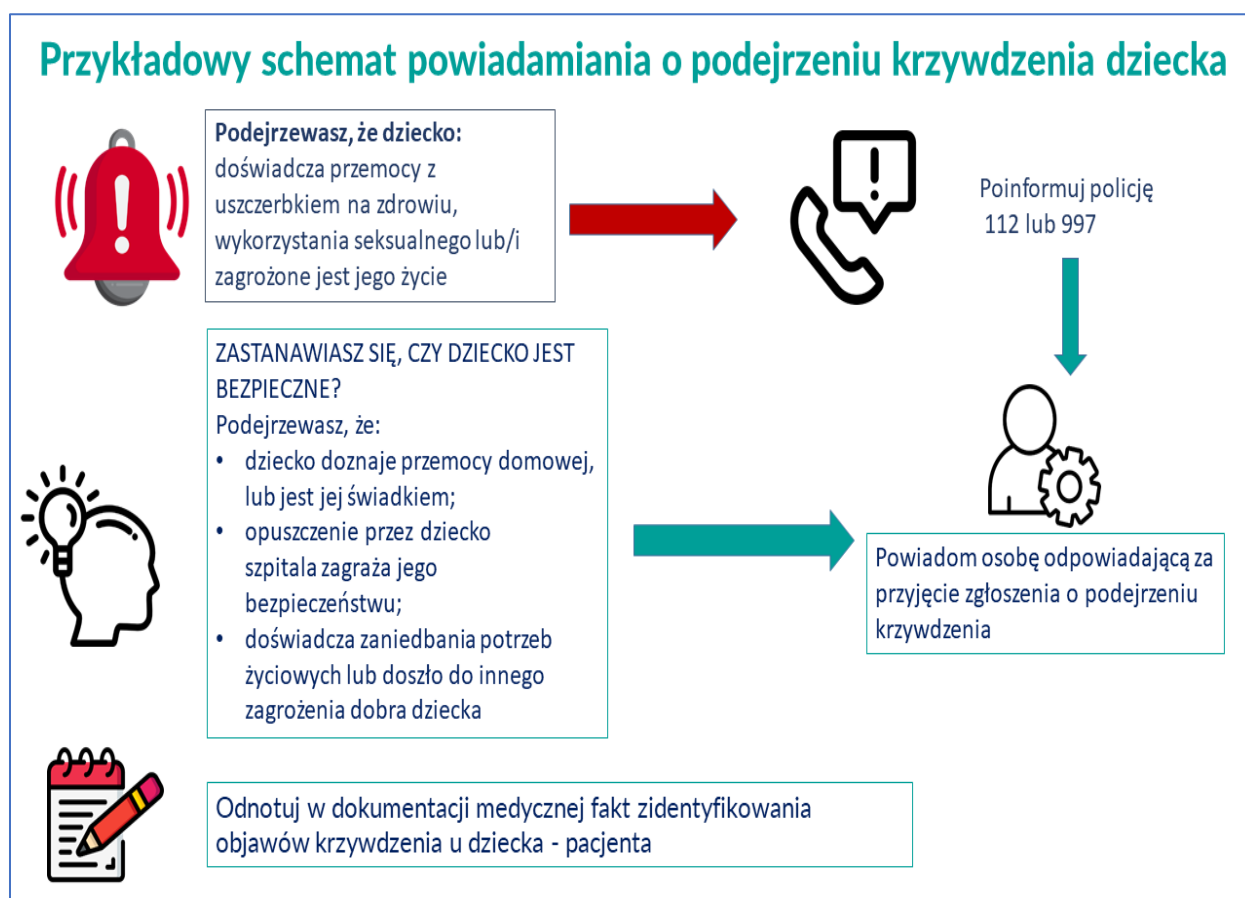 Przykładowy schemat powiadamiania o podejrzeniu krzywdzenia dziecka
Podejrzewasz, że dziecko:
doświadcza przemocy z
uszczerbkiem na zdrowiu,
wykorzystania seksualnego lub/i
zagrożone jest jego życie
Poinformuj policję
112 lub 997
ZASTANAWIASZ SIĘ, CZY DZIECKO JEST
BEZPIECZNE?
Podejrzewasz, że:
• dziecko doznaje przemocy domowej,
lub jest jej świadkiem;
• opuszczenie przez dziecko
szpitala zagraża jego
bezpieczeństwu;
• doświadcza zaniedbania potrzeb
życiowych lub doszło do innego
zagrożenia dobra dziecka
Powiadom osobę odpowiadającą za
przyjęcie zgłoszenia o podejrzeniu
krzywdzenia
Odnotuj w dokumentacji medycznej fakt zidentyfikowania
objawów krzywdzenia u dziecka - pacjenta